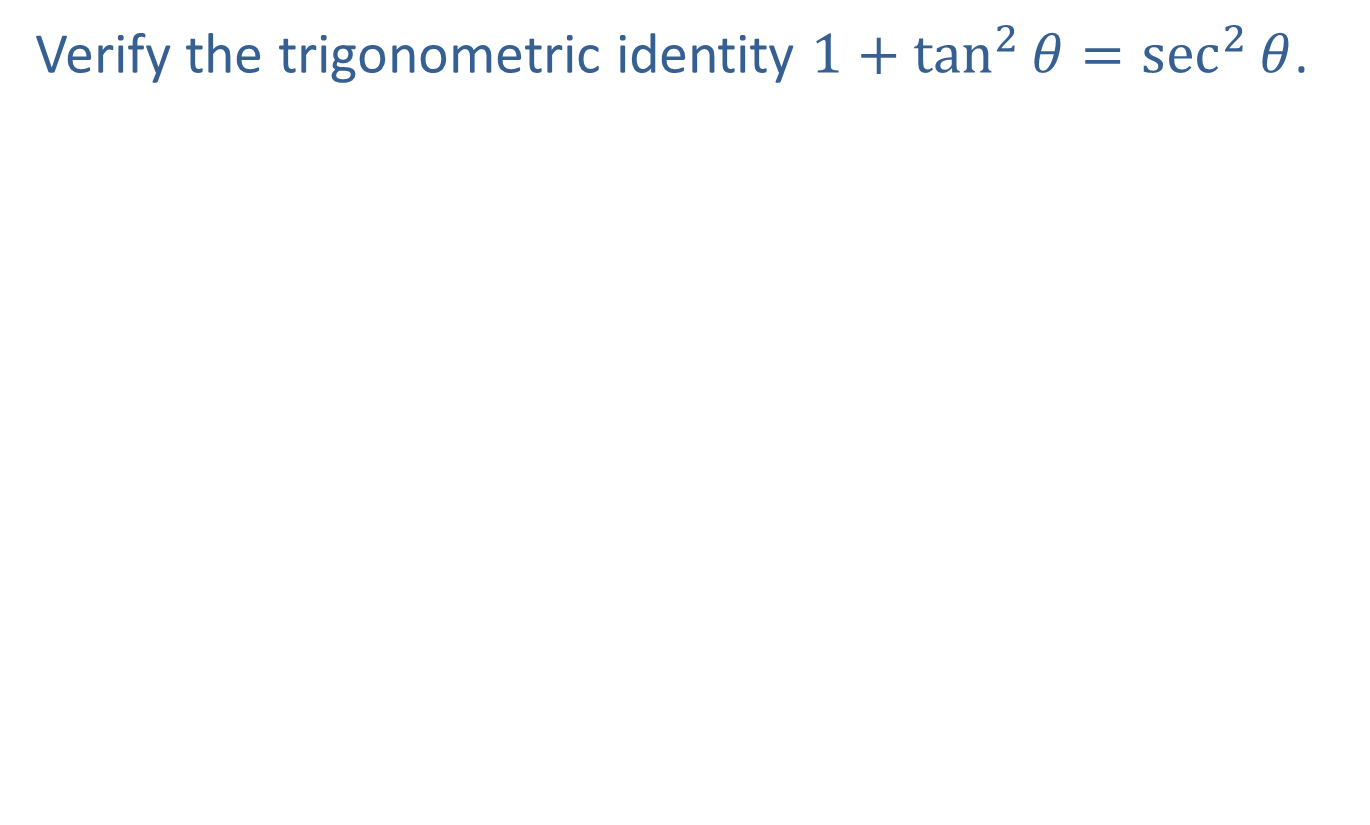 Verify the trigonometric identity 1 + tan² θ = sec² θ.